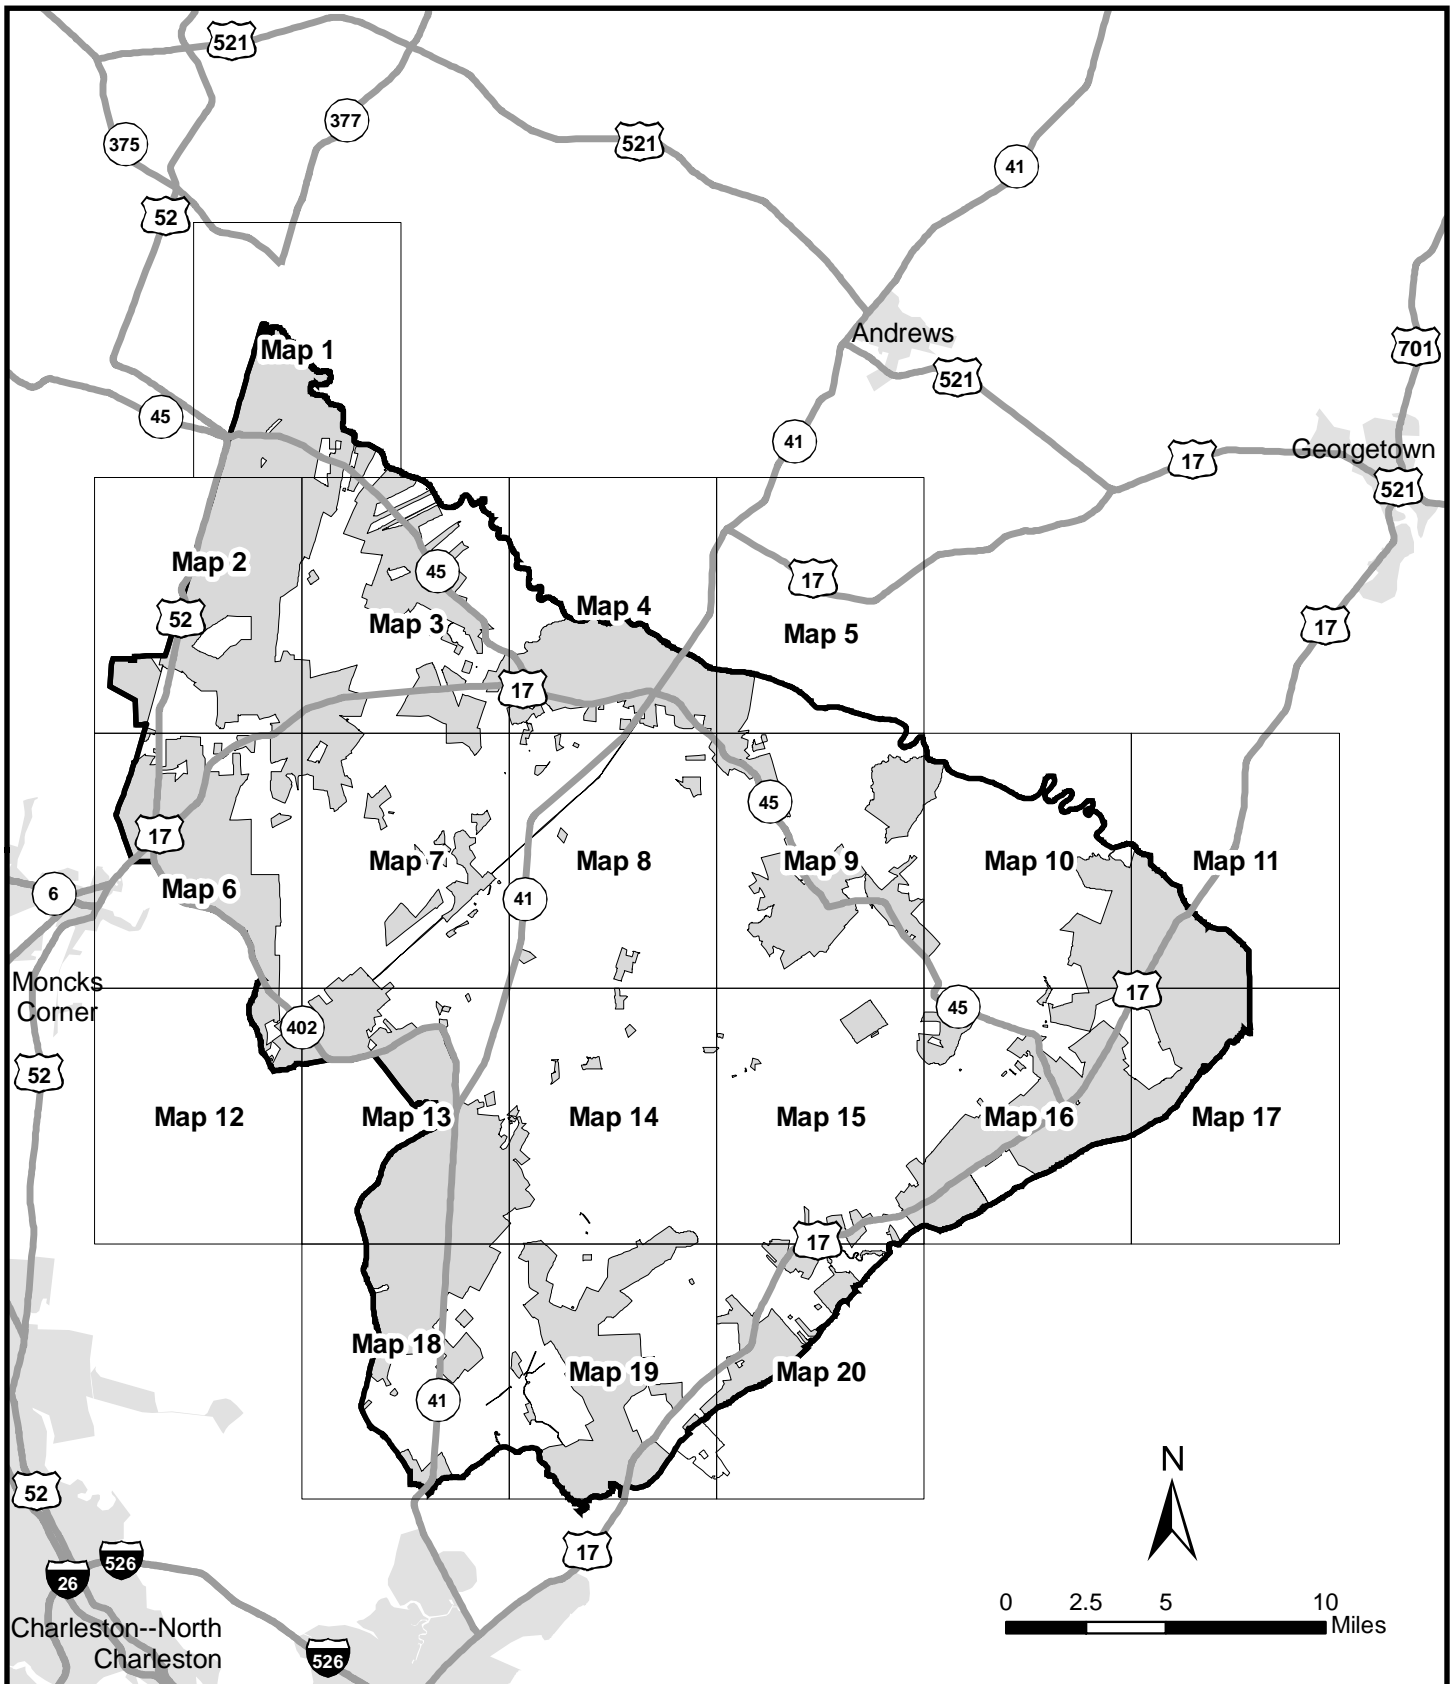 521
377
375
521
41
52
Andrews
701
Map 1
521
45
41
17
Georgetown
521
Map 2
45
17
Map 4
52
Map 3
Map 5
17
17
45
17
Map 7
Map 8
Map 9
Map 10
Map 11
6
Map 6
41
Moncks
Corner
17
45
402
52
Map 12
Map 13
Map 14
Map 15
Map 16
Map 17
17
Map 18
Map 19
Map 20
41
N
52
17
526
26
0 2.5 5 10
Miles
Charleston--North
Charleston
526